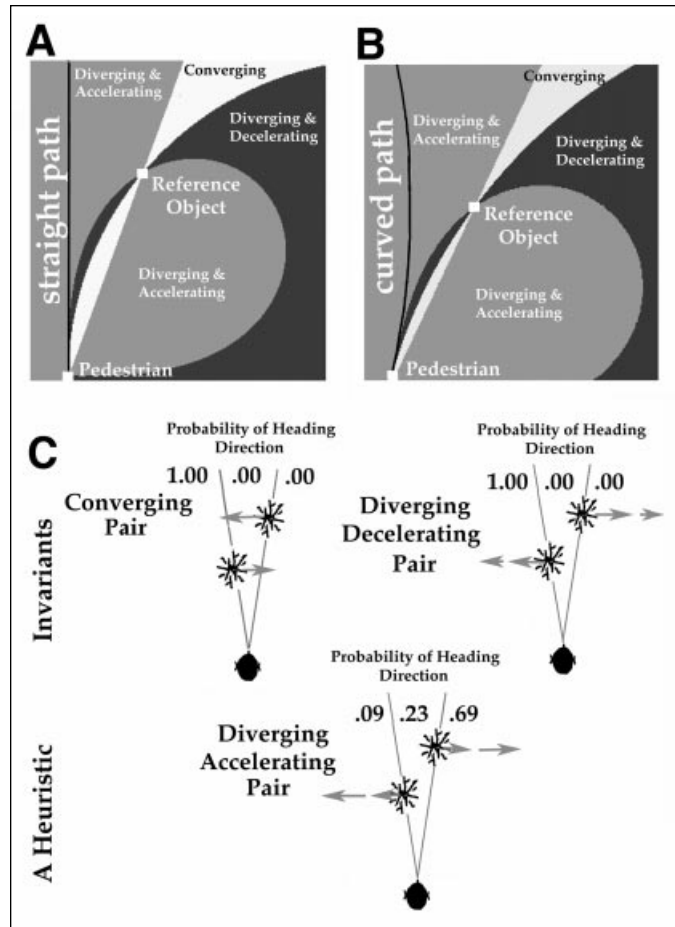 A
Diverging &
Accelerating
Converging
Diverging &
Decelerating
straight path
Reference
Object
Diverging &
Accelerating
Pedestrian
B
Converging
Diverging &
Accelerating
Diverging &
Decelerating
curved path
Reference
Object
Diverging &
Accelerating
Pedestrian
C
Invariants
Probability of Heading
Direction
1.00 .00 .00
Converging
Pair
Probability of Heading
Direction
1.00 .00 .00
Diverging
Decelerating
Pair
A Heuristic
Probability of Heading
Direction
.09 .23 .69
Diverging
Accelerating
Pair